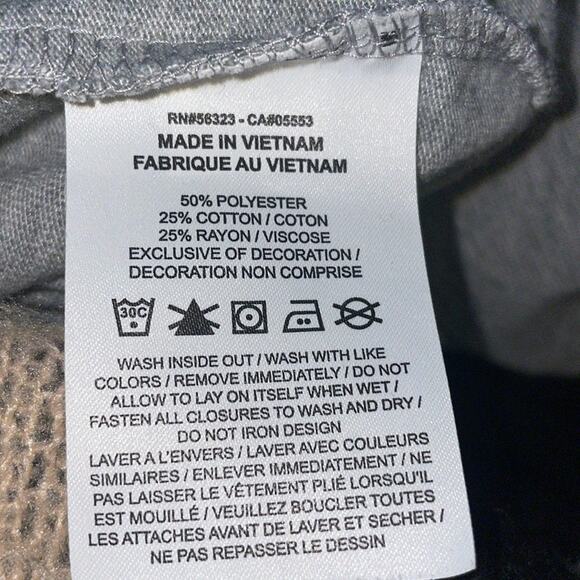 RN#56323 - CA#05553
MADE IN VIETNAM
FABRIQUE AU VIETNAM
50% POLYESTER
25% COTTON / COTON
25% RAYON / VISCOSE
EXCLUSIVE OF DECORATION /
DECORATION NON COMPRISE
30C
WASH INSIDE OUT / WASH WITH LIKE
COLORS / REMOVE IMMEDIATELY / DO NOT
ALLOW TO LAY ON ITSELF WHEN WET /
FASTEN ALL CLOSURES TO WASH AND DRY /
DO NOT IRON DESIGN
LAVER A L'ENVERS / LAVER AVEC COULEURS
SIMILAIRES / ENLEVER IMMEDIATEMENT / NE
PAS LAISSER LE VÊTEMENT PLIÉ LORSQU'IL
EST MOUILLÉ / VEUILLEZ BOUCLER TOUTES
LES ATTACHES AVANT DE LAVER ET SECHER /
NE PAS REPASSER LE DESSIN